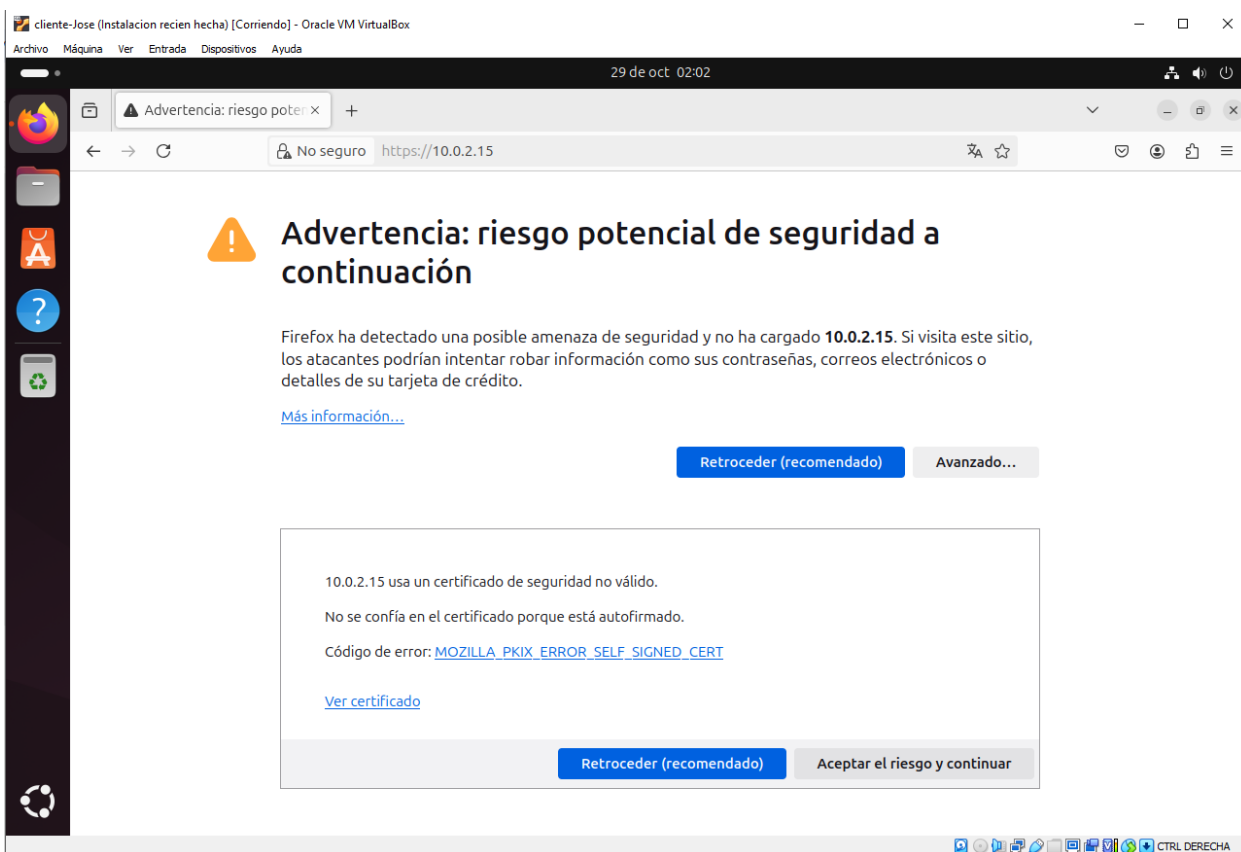 cliente-Jose (Instalacion recien hecha) [Corriendo] - Oracle VM VirtualBox
Archivo Máquina Ver Entrada Dispositivos Ayuda
29 de oct 02:02
Advertencia: riesgo poten
No seguro https://10.0.2.15
Advertencia: riesgo potencial de seguridad a
continuación
Firefox ha detectado una posible amenaza de seguridad y no ha cargado 10.0.2.15. Si visita este sitio,
los atacantes podrían intentar robar información como sus contraseñas, correos electrónicos o
detalles de su tarjeta de crédito.
Más información…
Retroceder (recomendado) Avanzado…
10.0.2.15 usa un certificado de seguridad no válido.
No se confía en el certificado porque está autofirmado.
Código de error: MOZILLA_PKIX_ERROR_SELF_SIGNED_CERT
Ver certificado
Retroceder (recomendado) Aceptar el riesgo y continuar
CTRL DERECHA